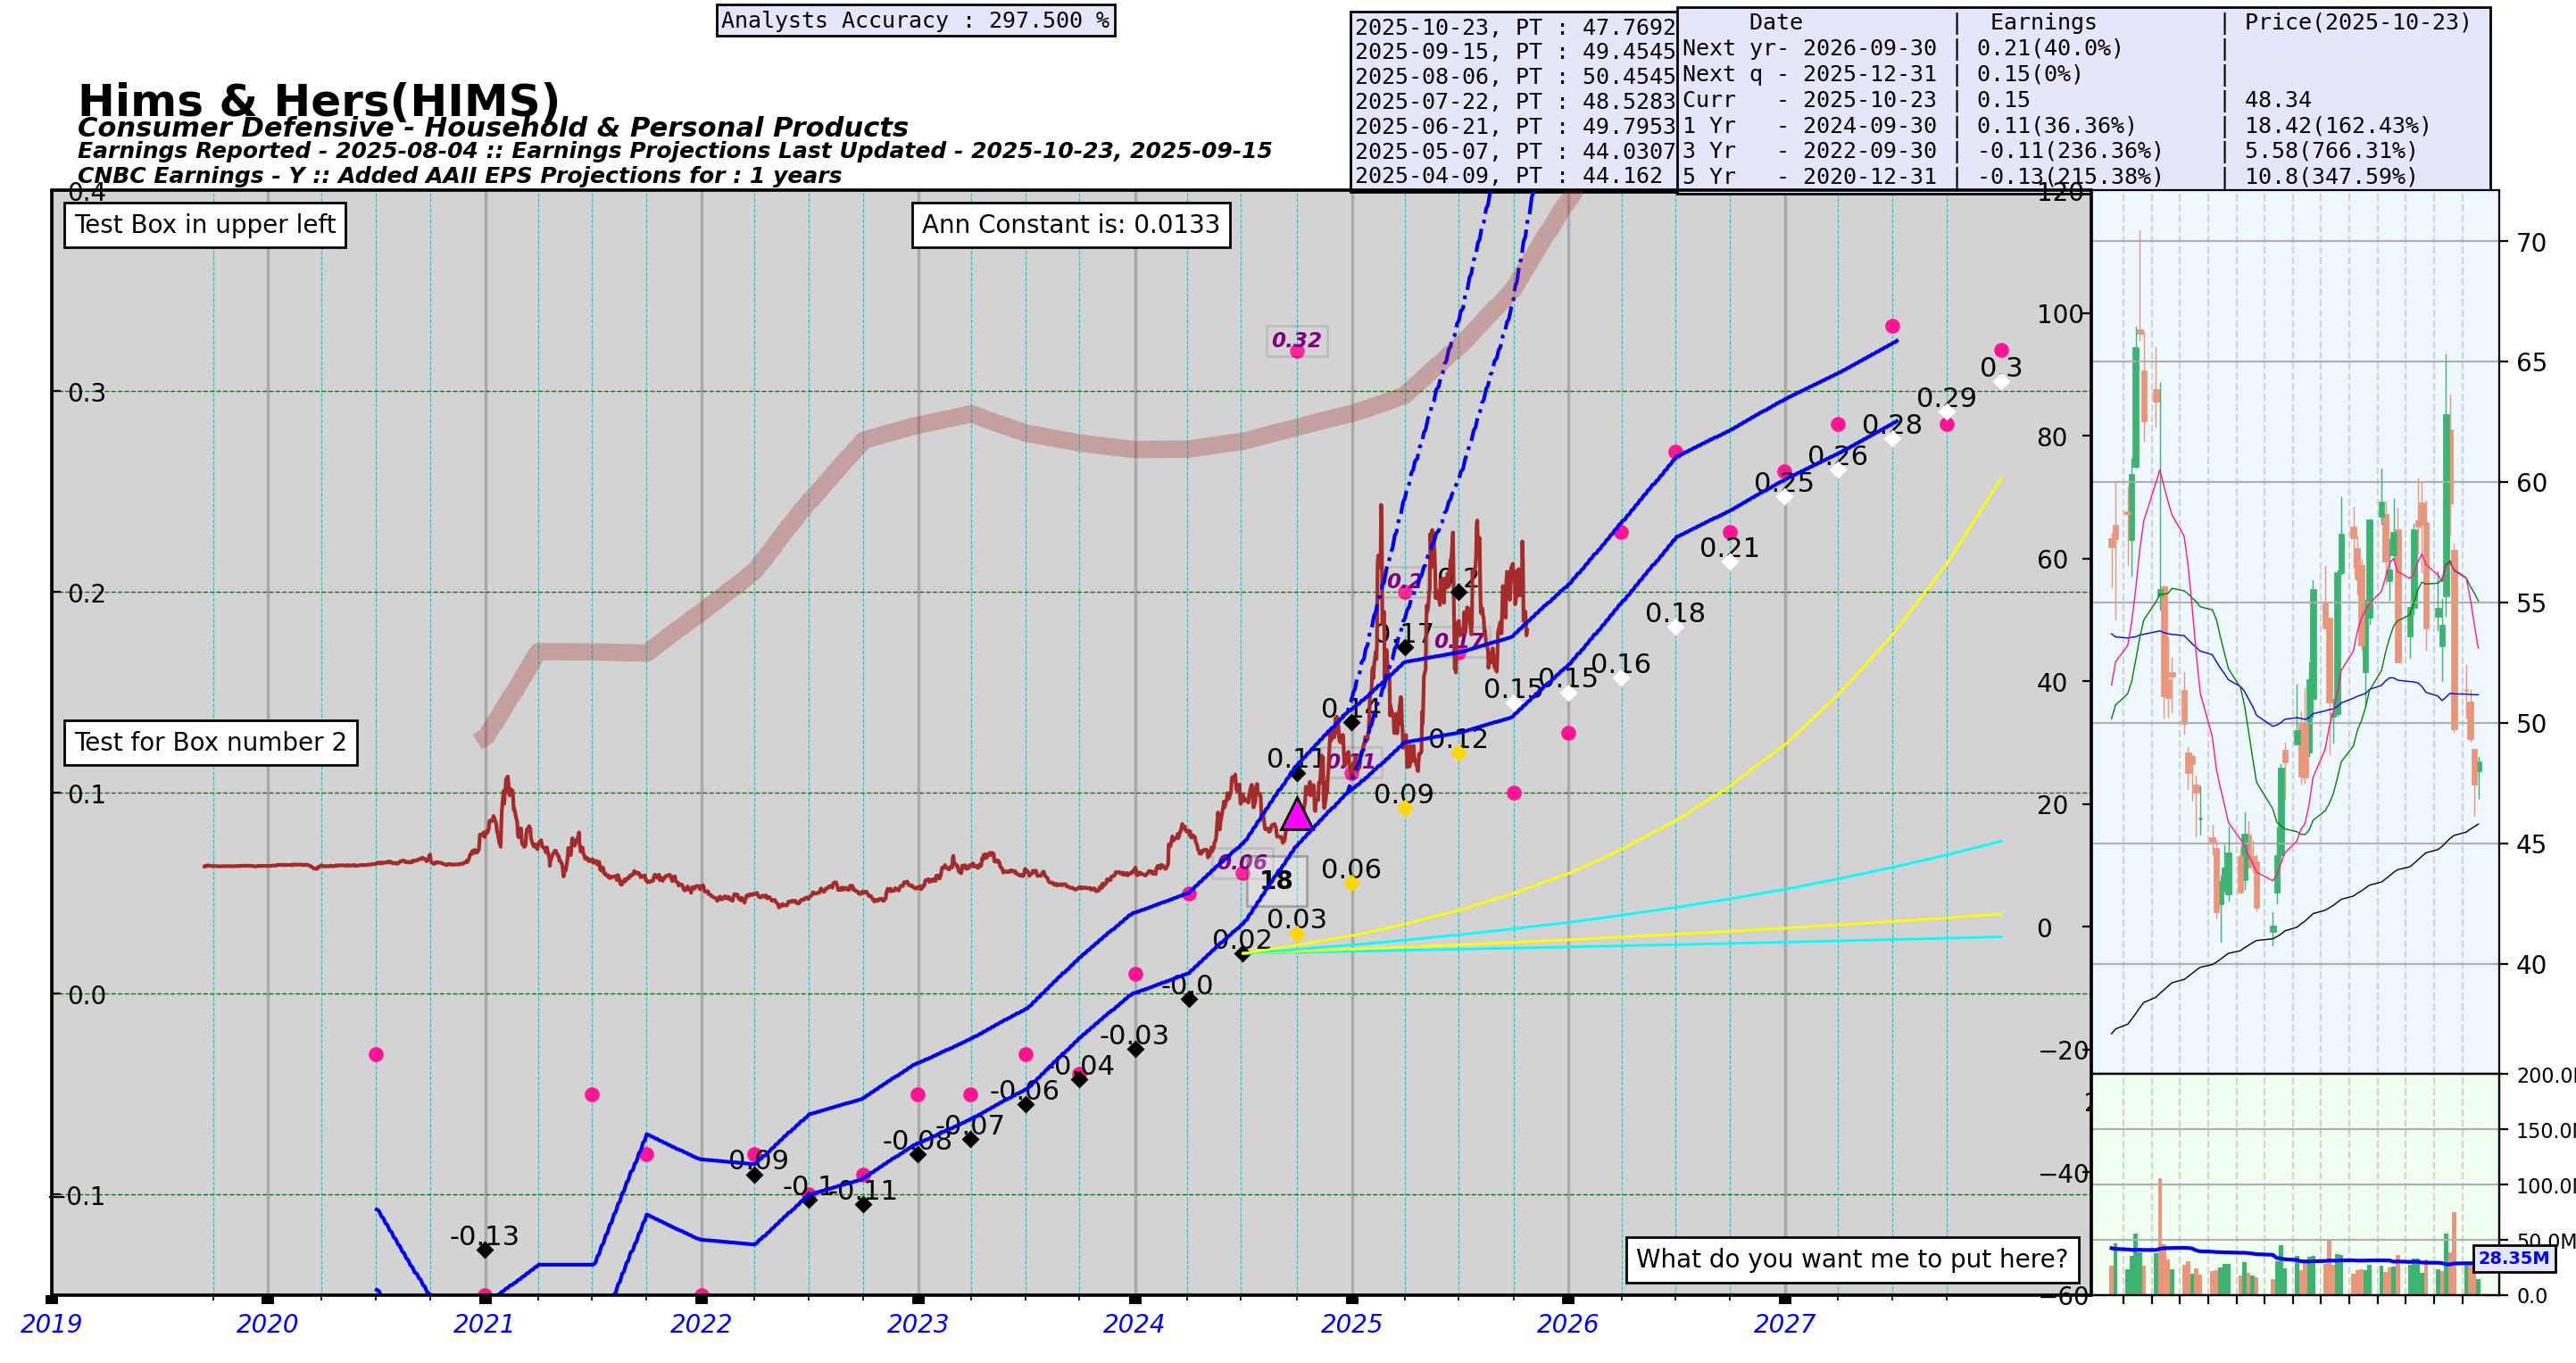 Analysts Accuracy : 297.500 %
Hims & Hers(HIMS)
Consumer Defensive - Household & Personal Products
Earnings Reported - 2025-08-04 :: Earnings Projections Last Updated - 2025-10-23, 2025-09-15
CNBC Earnings - Y :: Added AAII EPS Projections for : 1 years
2025-10-23, PT : 47.7692
2025-09-15, PT : 49.4545
2025-08-06, PT : 50.4545
2025-07-22, PT : 48.5283
2025-06-21, PT : 49.7953
2025-05-07, PT : 44.0307
2025-04-09, PT : 44.162
Date | Earnings | Price(2025-10-23)
Next yr- 2026-09-30 | 0.21(40.0%) |
Next q - 2025-12-31 | 0.15(0%) |
Curr - 2025-10-23 | 0.15 | 48.34
1 Yr - 2024-09-30 | 0.11(36.36%) | 18.42(162.43%)
3 Yr - 2022-09-30 | -0.11(236.36%) | 5.58(766.31%)
5 Yr - 2020-12-31 | -0.13(215.38%) | 10.8(347.59%)
Test Box in upper left
Ann Constant is: 0.0133
Test for Box number 2
What do you want me to put here?
0.4
0.3
0.2
0.1
0.0
−0.1
-0.13
0.09
-0.1
-0.11
-0.08
-0.07
-0.06
-0.04
-0.03
-0.0
0.02
0.03
0.06
0.09
0.12
0.11
0.14
0.17
0.2
0.15
0.15
0.16
0.18
0.21
0.25
0.26
0.28
0.29
0.3
0.06
0.32
0.11
0.2
0.17
18
120
100
80
60
40
20
0
−20
−40
−60
70
65
60
55
50
45
40
200.0M
150.0M
100.0M
50.0M
0.0
28.35M
2019 2020 2021 2022 2023 2024 2025 2026 2027